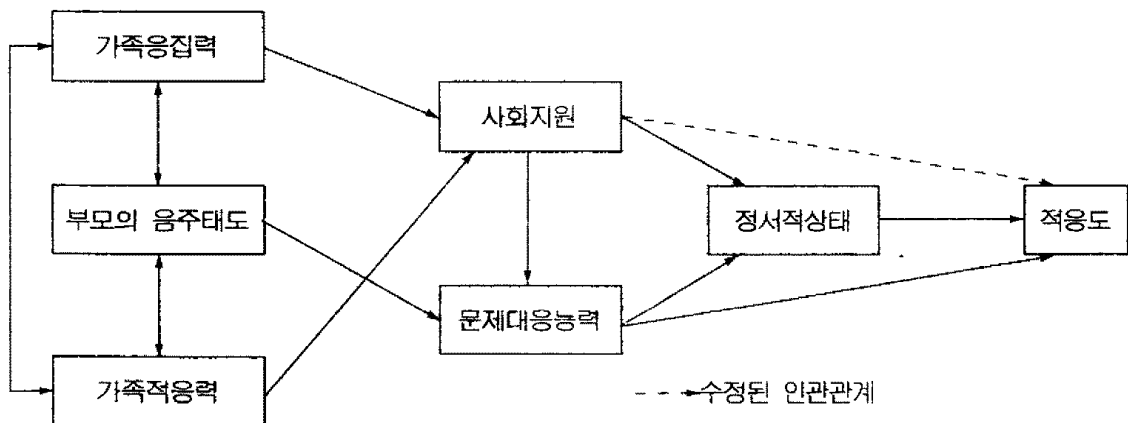 가족응집력
사회지원
부모의 음주태도
정서적상태
적응도
문제대응능력
가족적응력
수정된 인관관계